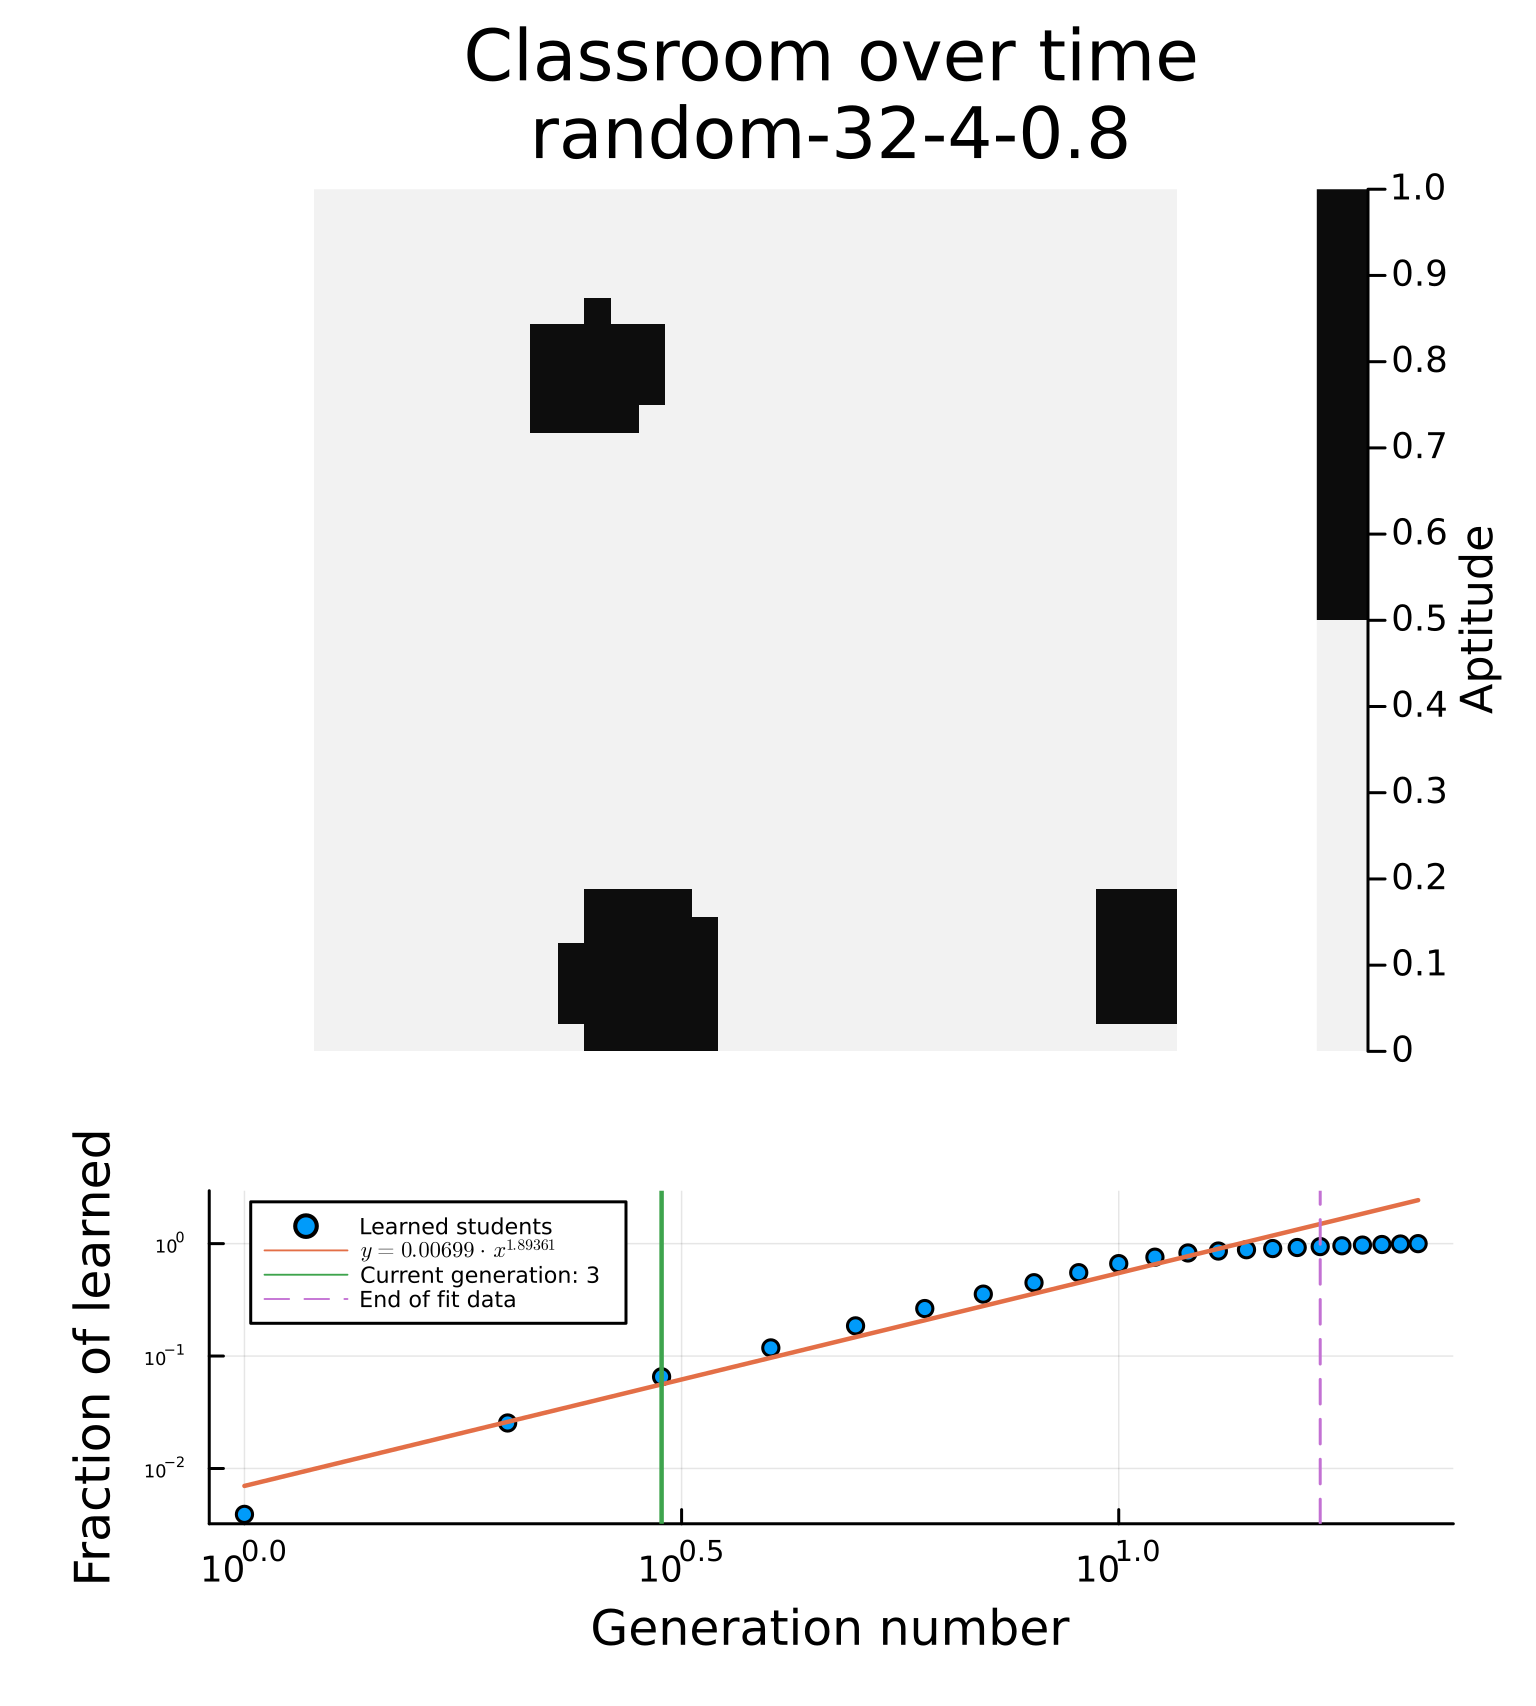 Classroom over time
random-32-4-0.8
1.0
0.9
0.8
0.7
0.6
0.5
0.4
0.3
0.2
0.1
0
Aptitude
Fraction of learned
10⁰
10⁻¹
10⁻²
Learned students
y = 0.00699 · x^1.89361
Current generation: 3
End of fit data
10^0.0
10^0.5
10^1.0
Generation number